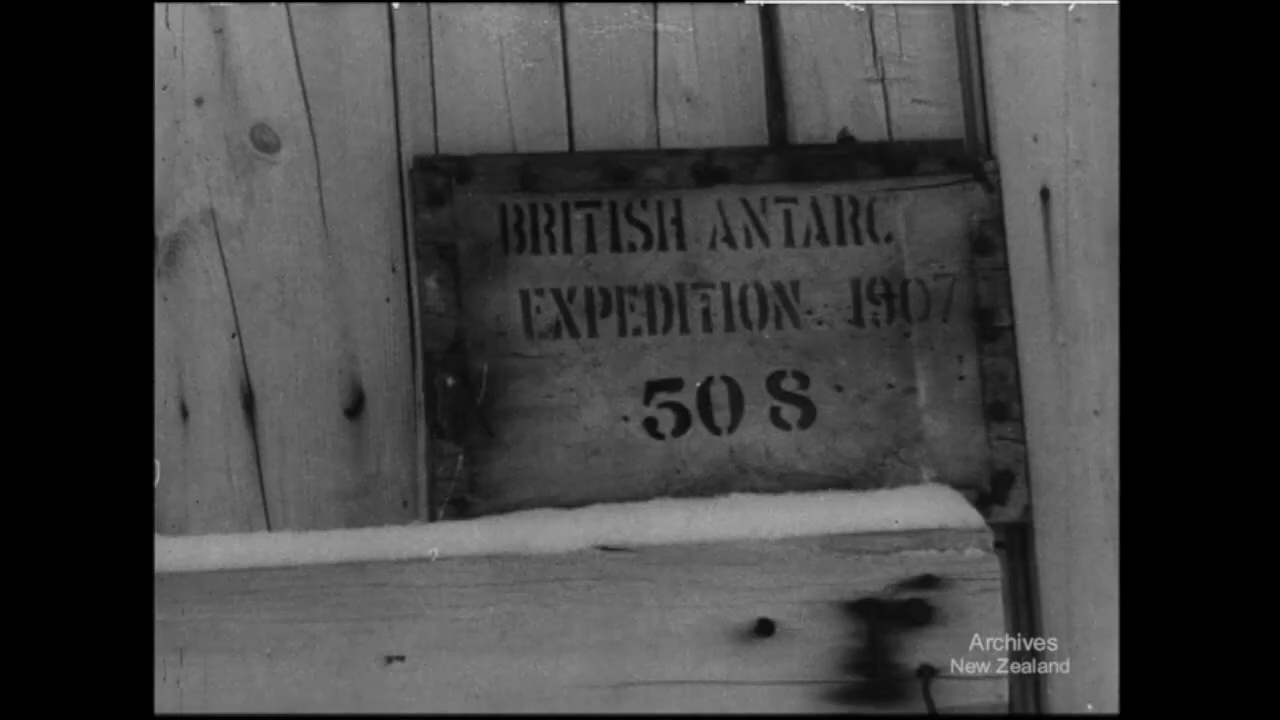 BRITISH ANTARC
EXPEDITION. 1907
50 S
Archives
New Zealand